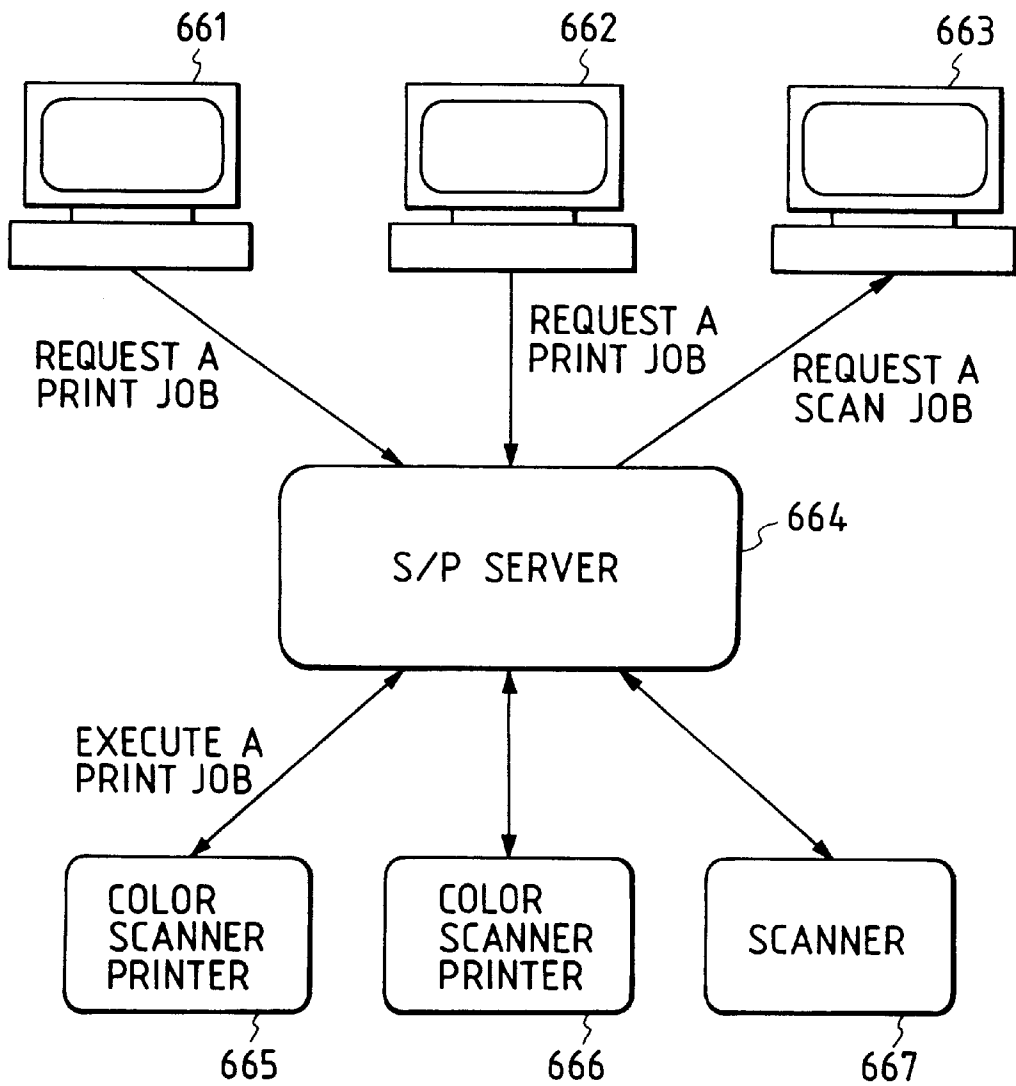 661
662
663
REQUEST A
PRINT JOB
REQUEST A
PRINT JOB
REQUEST A
SCAN JOB
664
S/P SERVER
EXECUTE A
PRINT JOB
COLOR
SCANNER
PRINTER
COLOR
SCANNER
PRINTER
SCANNER
665
666
667